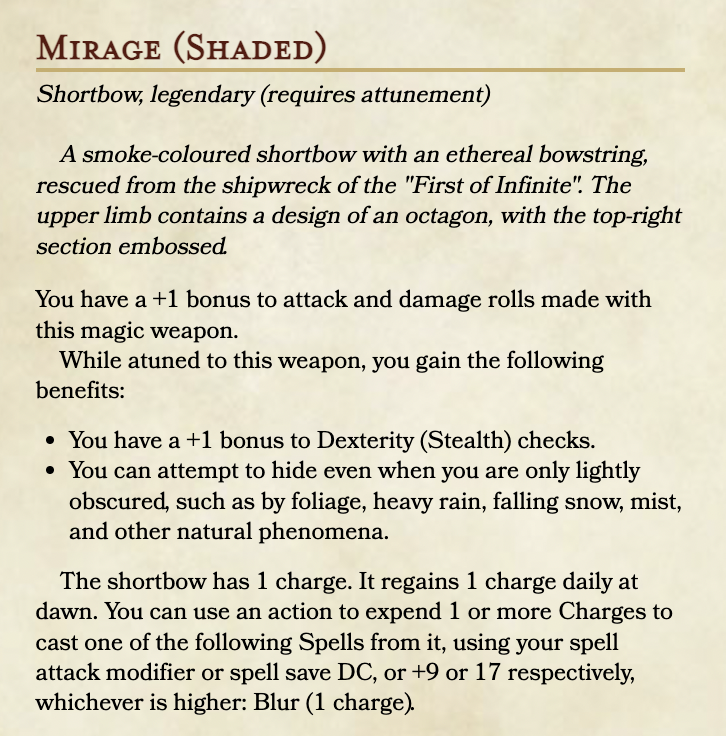 Mirage (Shaded)
Shortbow, legendary (requires attunement)
A smoke-coloured shortbow with an ethereal bowstring,
rescued from the shipwreck of the "First of Infinite". The
upper limb contains a design of an octagon, with the top-right
section embossed.
You have a +1 bonus to attack and damage rolls made with
this magic weapon.
While atuned to this weapon, you gain the following
benefits:
• You have a +1 bonus to Dexterity (Stealth) checks.
• You can attempt to hide even when you are only lightly
obscured, such as by foliage, heavy rain, falling snow, mist,
and other natural phenomena.
The shortbow has 1 charge. It regains 1 charge daily at
dawn. You can use an action to expend 1 or more Charges to
cast one of the following Spells from it, using your spell
attack modifier or spell save DC, or +9 or 17 respectively,
whichever is higher: Blur (1 charge).